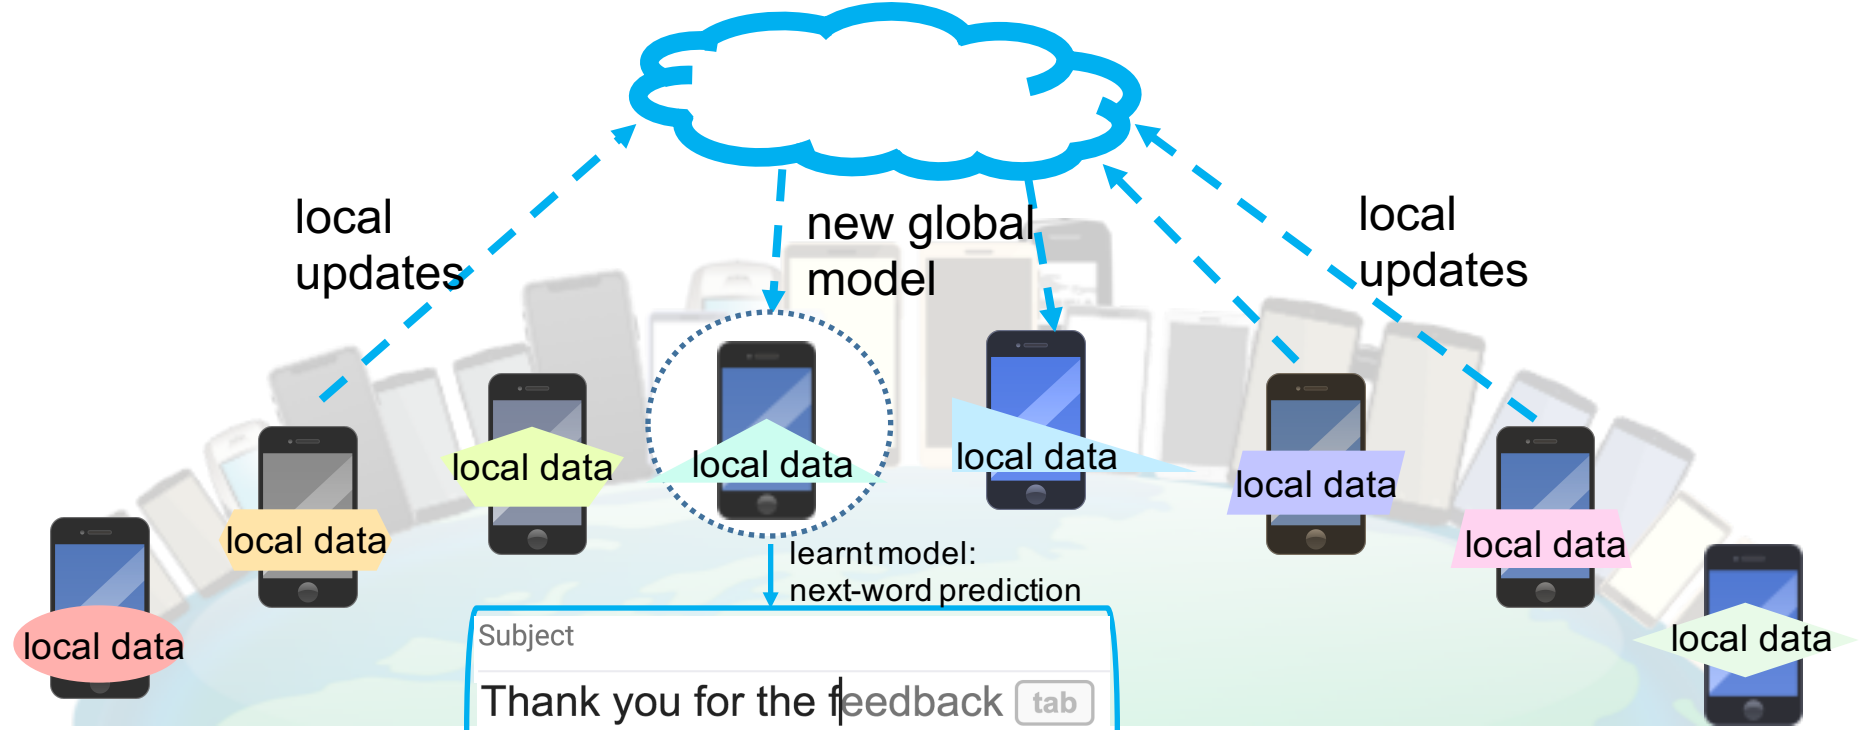 local
updates
new global
model
local
updates
local data
local data
local data
local data
local data
local data
local data
local data
learnt model:
next-word prediction
Subject
Thank you for the feedback tab